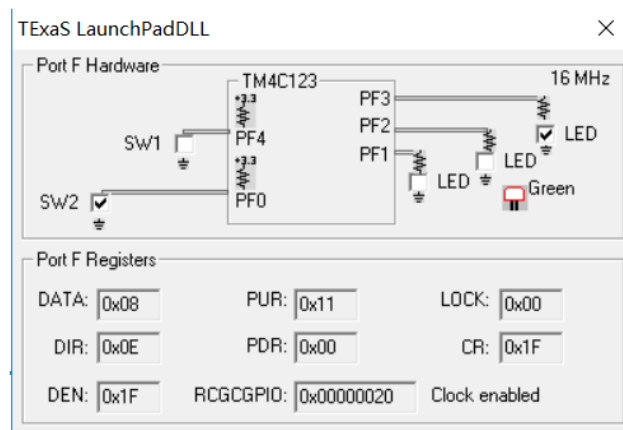 TExaS LaunchPadDLL
Port F Hardware
TM4C123
16 MHz
+3.3
PF3
SW1
PF4
PF2
LED
+3.3
PF1
LED
LED
Green
SW2
PF0
Port F Registers
DATA: 0x08 PUR: 0x11 LOCK: 0x00
DIR: 0x0E PDR: 0x00 CR: 0x1F
DEN: 0x1F RCGCGPIO: 0x00000020 Clock enabled